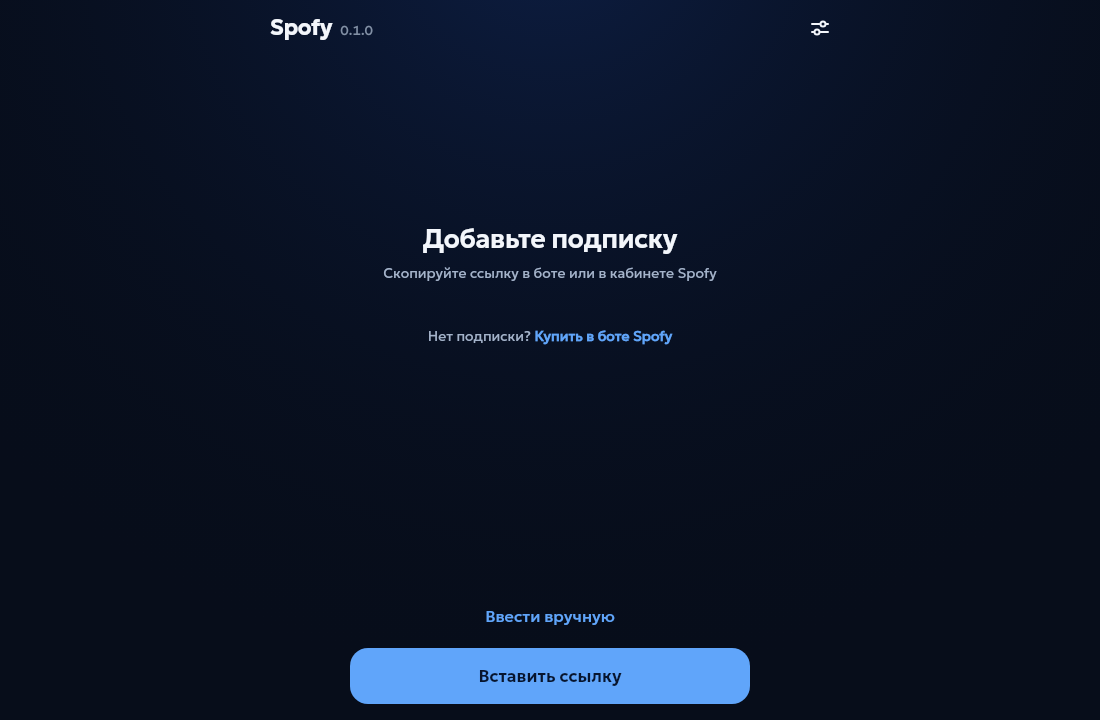 Spofy 0.1.0
Добавьте подписку
Скопируйте ссылку в боте или в кабинете Spofy
Нет подписки? Купить в боте Spofy
Ввести вручную
Вставить ссылку